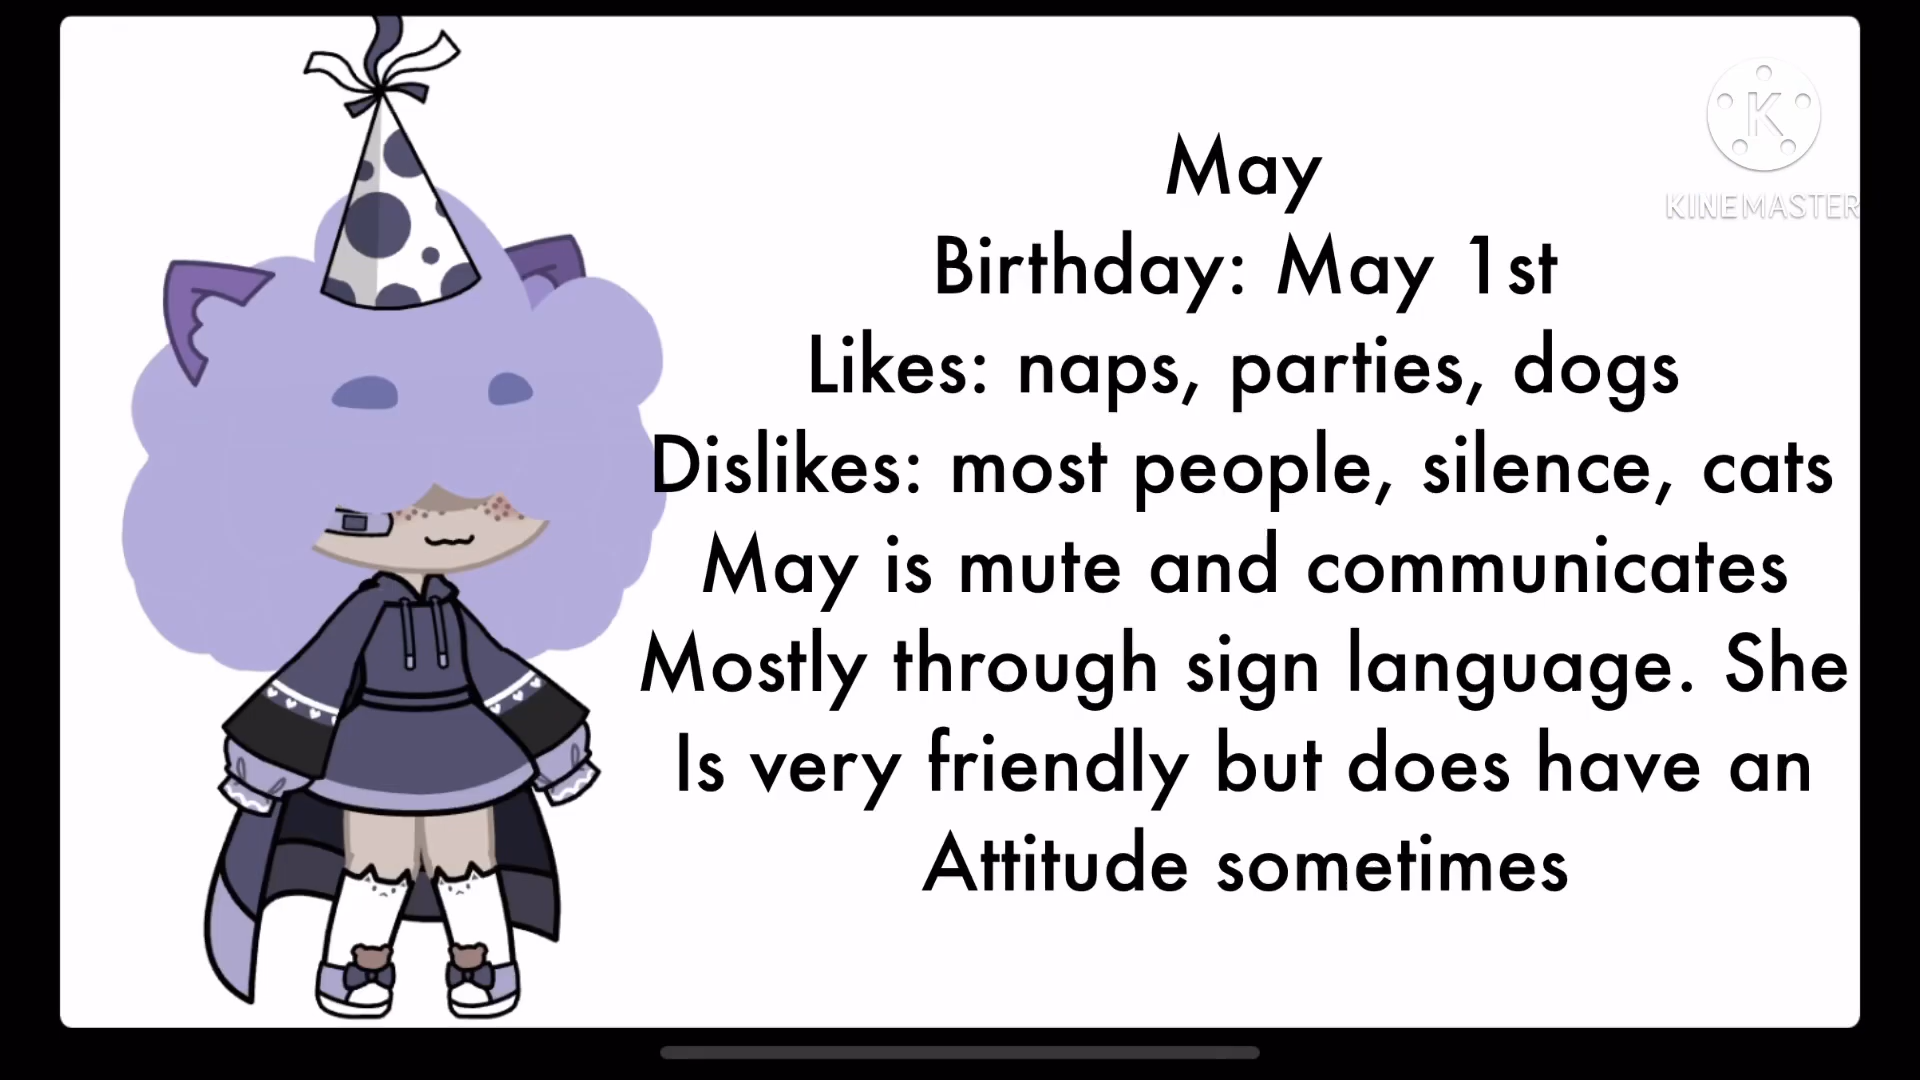 May
Birthday: May 1st
Likes: naps, parties, dogs
Dislikes: most people, silence, cats
May is mute and communicates
Mostly through sign language. She
Is very friendly but does have an
Attitude sometimes
K
KINEMASTER